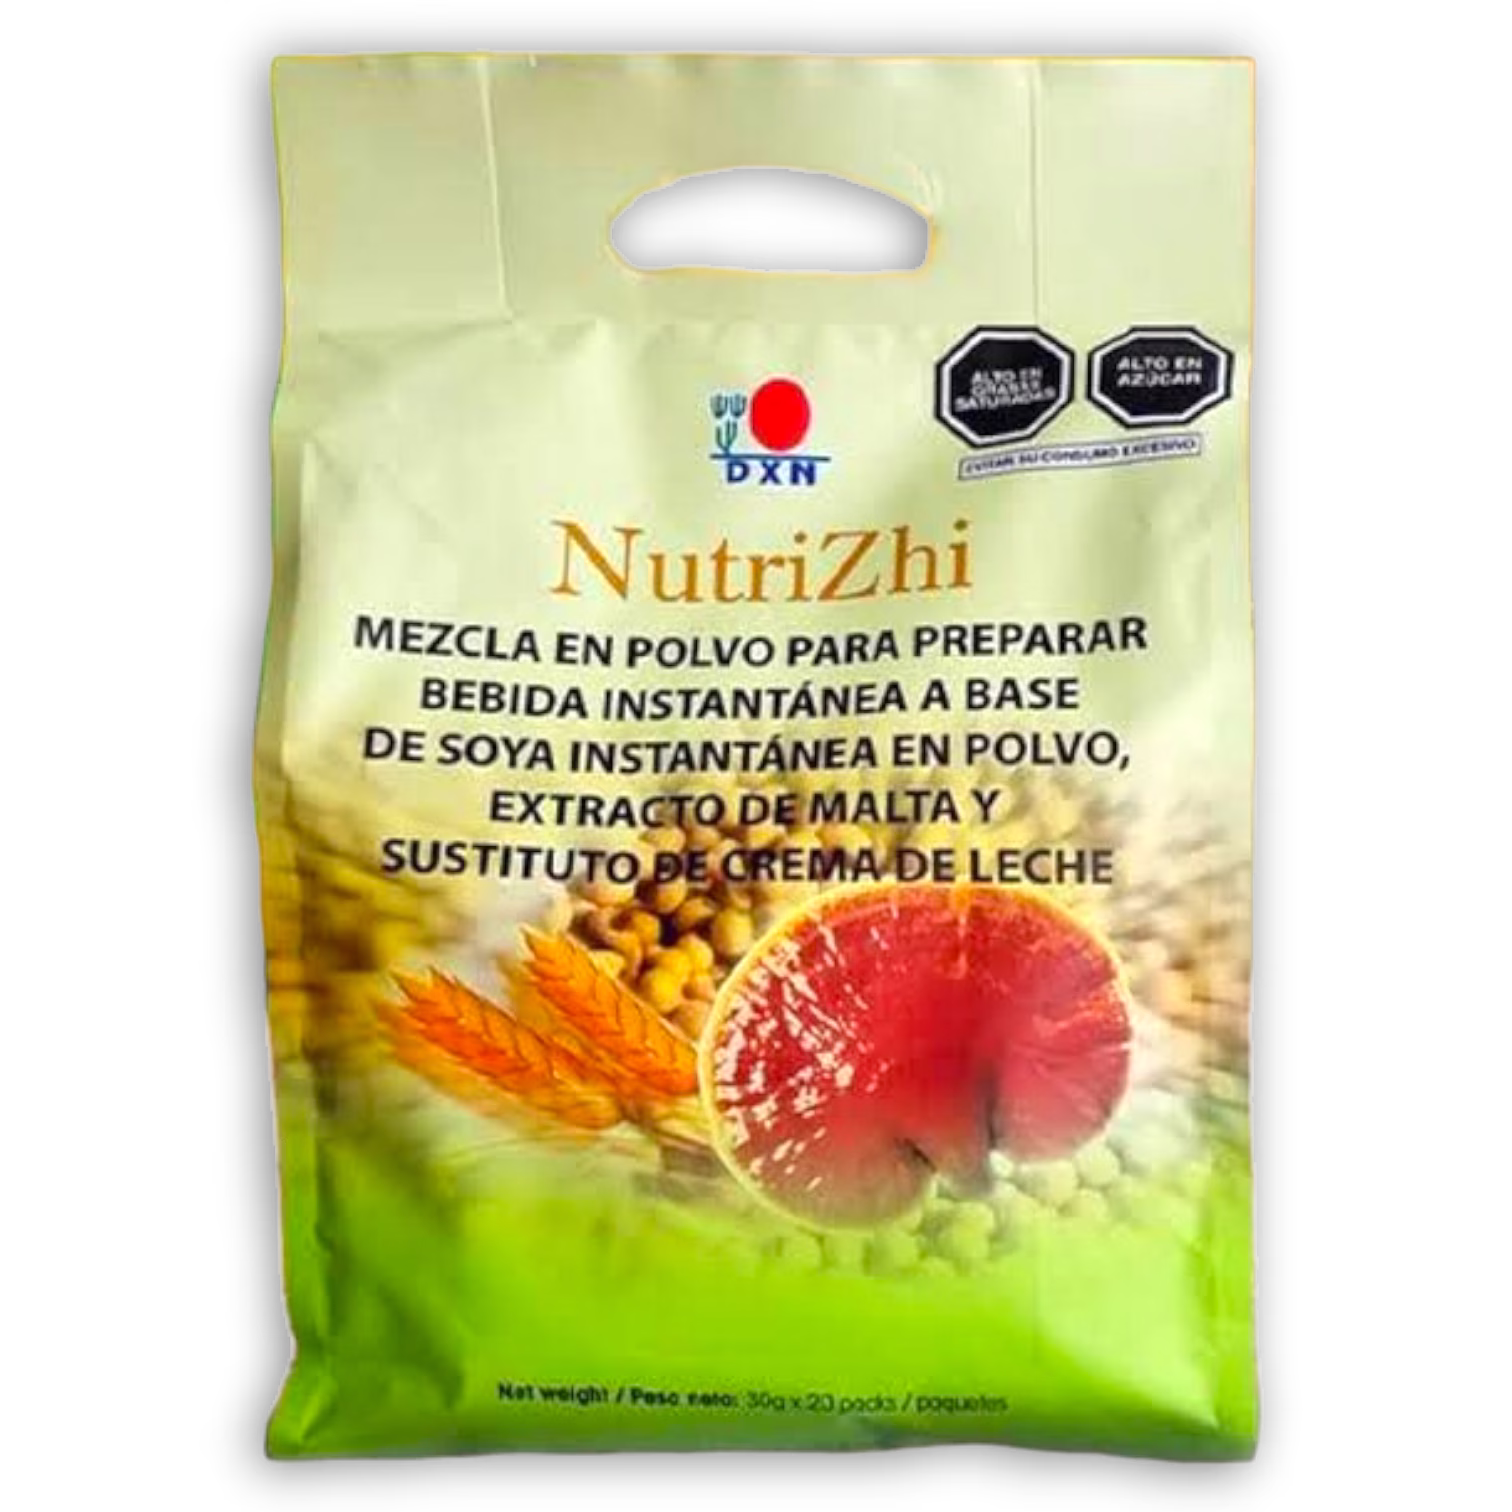 ALTO EN
GRASAS
SATURADAS
ALTO EN
AZÚCAR
EVITAR SU CONSUMO EXCESIVO
DXN
NutriZhi
MEZCLA EN POLVO PARA PREPARAR
BEBIDA INSTANTÁNEA A BASE
DE SOYA INSTANTÁNEA EN POLVO,
EXTRACTO DE MALTA Y
SUSTITUTO DE CREMA DE LECHE
Net weight / Peso neto: 30g x 20 packs / paquetes